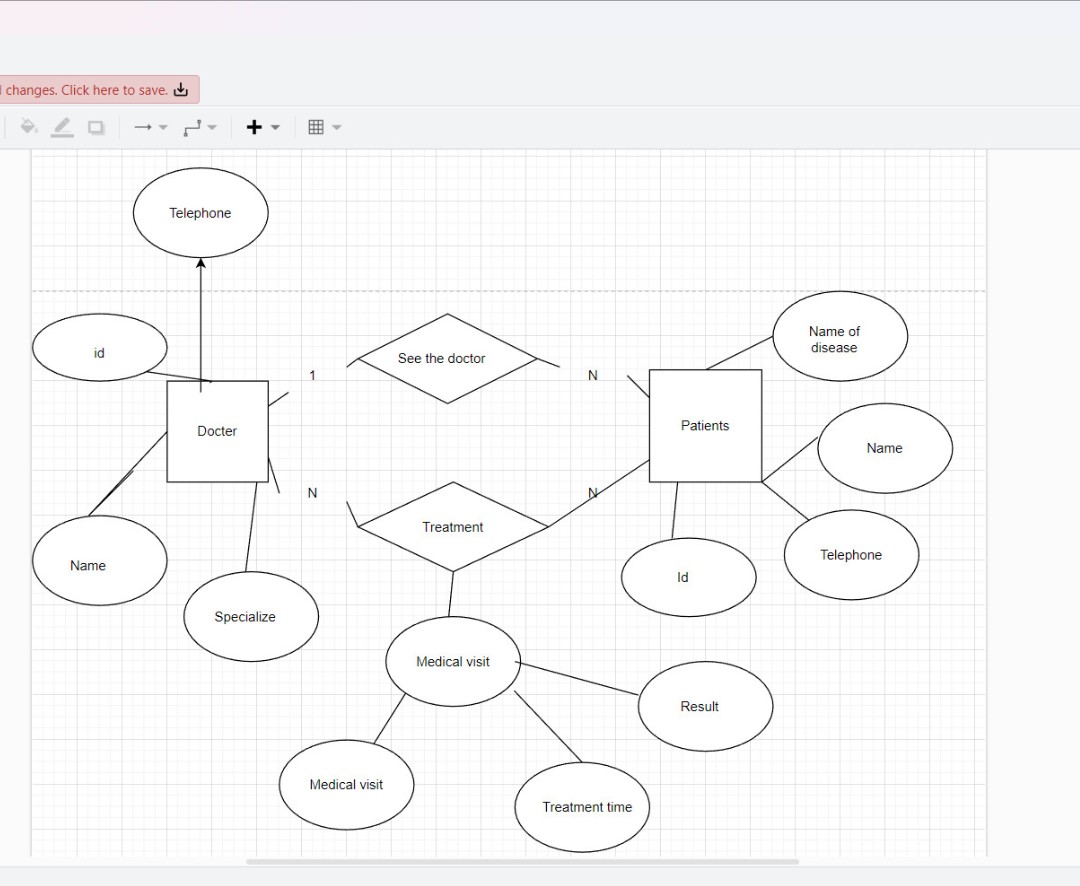 changes. Click here to save.
Telephone
id
Docter
Name
Specialize
1
See the doctor
N
N
Treatment
N
Patients
Name of
disease
Name
Telephone
Id
Medical visit
Result
Medical visit
Treatment time